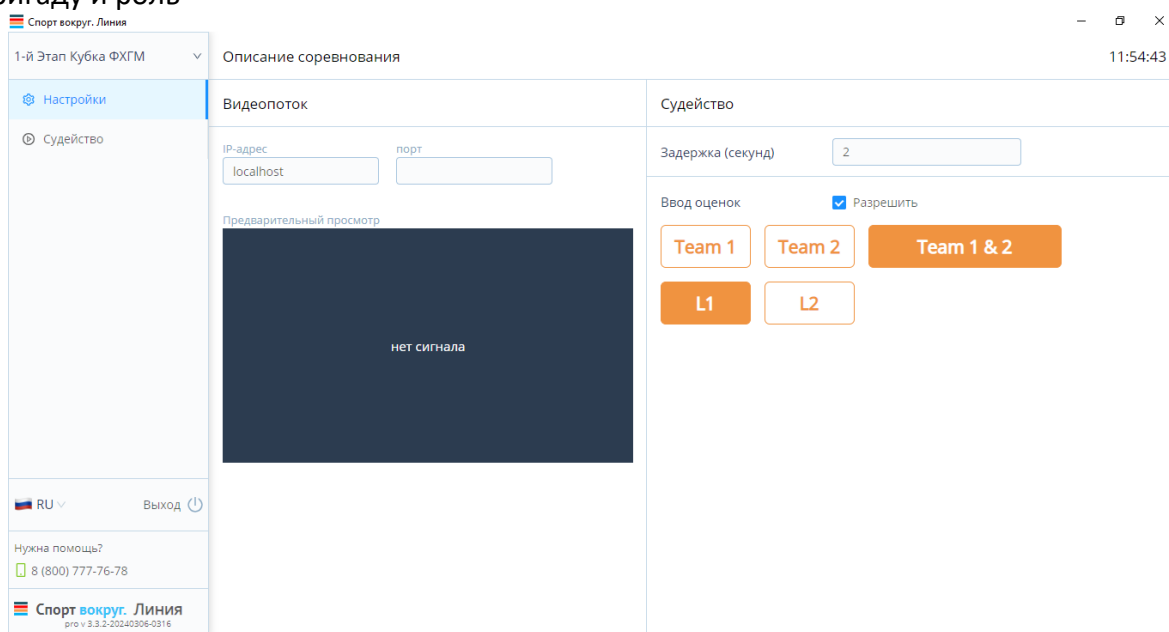 бригаду и роль
Спорт вокруг. Линия
1-й Этап Кубка ФХГМ
Описание соревнования
11:54:43
Настройки
Судейство
Видеопоток
IP-адрес
порт
localhost
Предварительный просмотр
нет сигнала
Судейство
Задержка (секунд)
2
Ввод оценок
Разрешить
Team 1
Team 2
Team 1 & 2
L1
L2
RU
Выход
Нужна помощь?
8 (800) 777-76-78
Спорт вокруг. Линия
pro v 3.3.2-20240306-0316